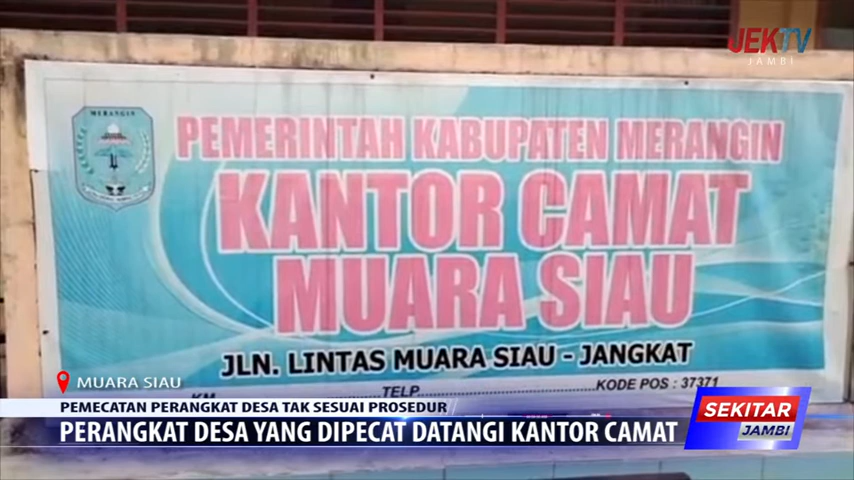 JEKTV
JAMBI
MERANGIN
PEMERINTAH KABUPATEN MERANGIN
KANTOR CAMAT
MUARA SIAU
JLN. LINTAS MUARA SIAU - JANGKAT
KM TELP KODE POS : 37371
MUARA SIAU
PEMECATAN PERANGKAT DESA TAK SESUAI PROSEDUR
PERANGKAT DESA YANG DIPECAT DATANGI KANTOR CAMAT
SEKITAR
JAMBI